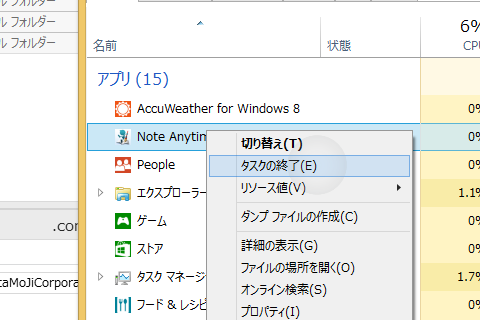 ル フォルダー
ル フォルダー
ル フォルダー
6%
名前
状態
CPU
アプリ (15)
AccuWeather for Windows 8
0%
Note Anytim
切り替え(T)
0%
People
タスクの終了(E)
0%
エクスプローラー
リソース値(V)
1.1%
ゲーム
ダンプ ファイルの作成(C)
0%
.co
ストア
詳細の表示(G)
0%
taMoJiCorpora
タスク マネージ
ファイルの場所を開く(O)
1.7%
フード & レシピ
オンライン検索(S)
0%
プロパティ(I)